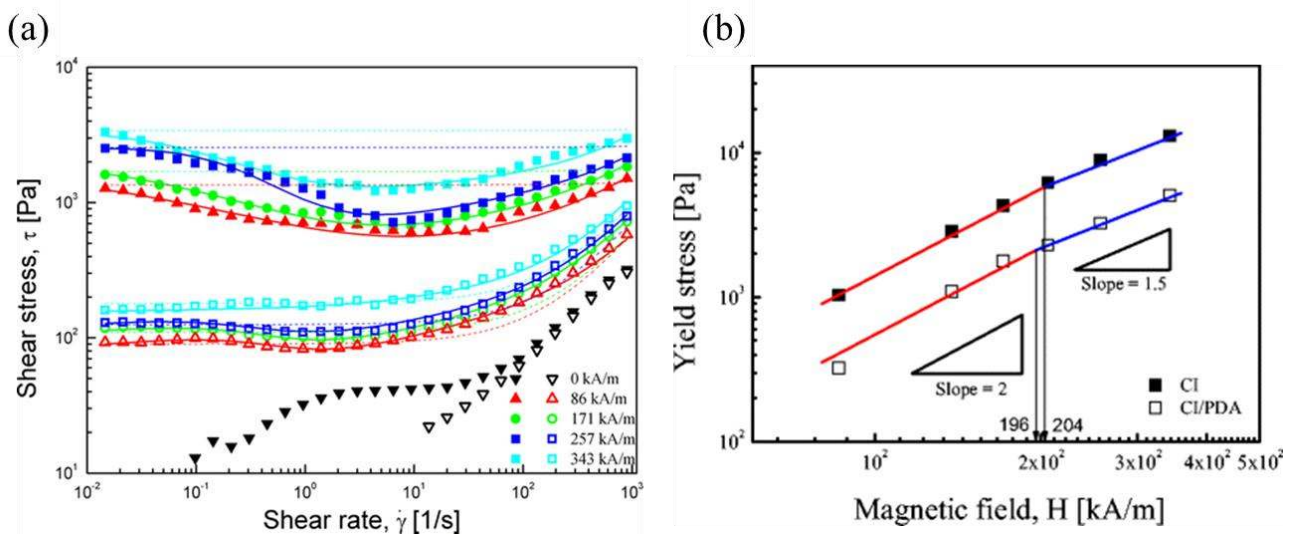 (a)
10⁴
10³
10²
10¹
Shear stress, τ [Pa]
0 kA/m
86 kA/m
171 kA/m
257 kA/m
343 kA/m
10⁻²
10⁻¹
10⁰
10¹
10²
10³
Shear rate, γ̇ [1/s]
(b)
10⁴
10³
10²
Yield stress [Pa]
Slope = 1.5
Slope = 2
CI
CI/PDA
196
204
10²
2x10²
3x10²
4x10²
5x10²
Magnetic field, H [kA/m]